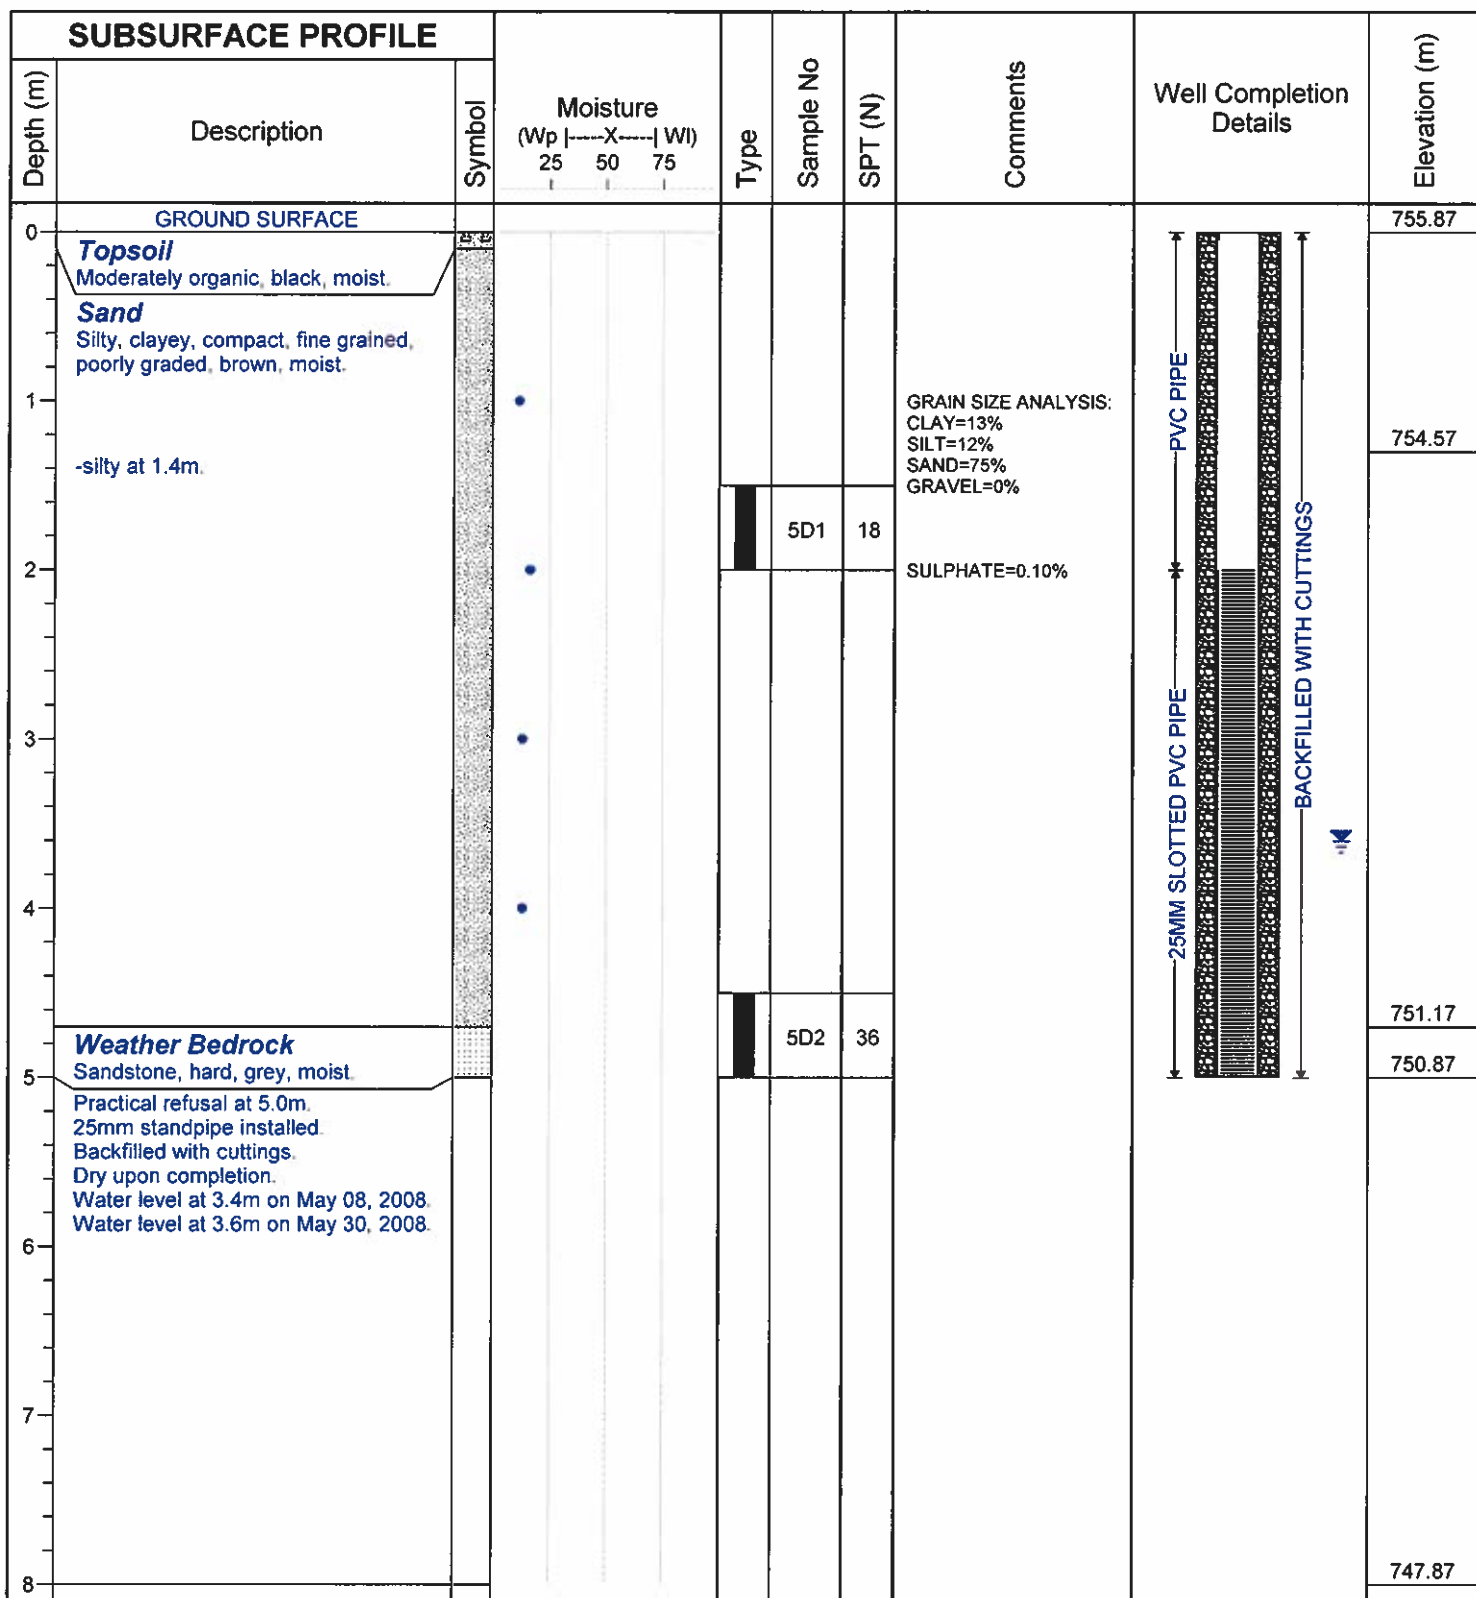 SUBSURFACE PROFILE
Depth (m)
Description
Symbol
Moisture
(Wp |-----X-----| Wl)
25 50 75
Type
Sample No
SPT (N)
Comments
Well Completion
Details
Elevation (m)
GROUND SURFACE
755.87
0
Topsoil
Moderately organic, black, moist.
Sand
Silty, clayey, compact, fine grained,
poorly graded, brown, moist.
1
GRAIN SIZE ANALYSIS:
CLAY=13%
SILT=12%
SAND=75%
GRAVEL=0%
754.57
-silty at 1.4m.
5D1 18
2
SULPHATE=0.10%
PVC PIPE
25MM SLOTTED PVC PIPE
BACKFILLED WITH CUTTINGS
3
4
751.17
5D2 36
Weather Bedrock
Sandstone, hard, grey, moist.
750.87
5
Practical refusal at 5.0m.
25mm standpipe installed.
Backfilled with cuttings.
Dry upon completion.
Water level at 3.4m on May 08, 2008.
Water level at 3.6m on May 30, 2008.
6
7
747.87
8